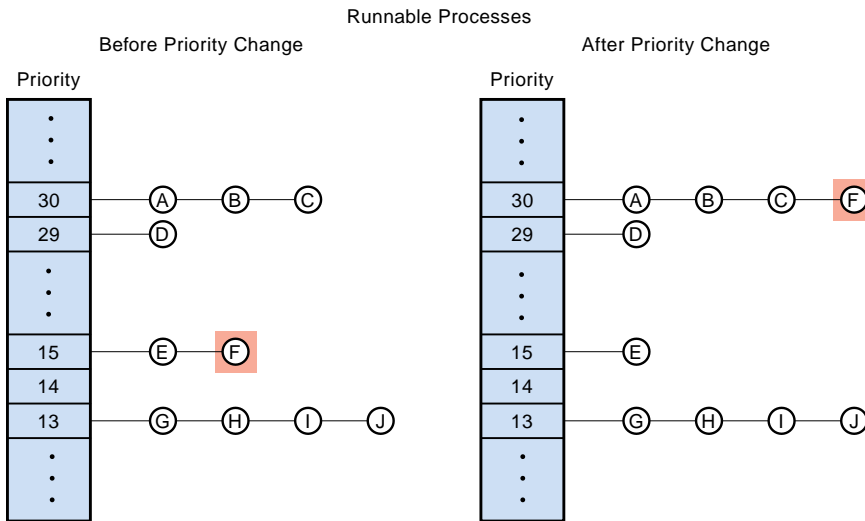 Runnable Processes
Before Priority Change
After Priority Change
Priority
30 A B C
29 D
15 E F
14
13 G H I J
Priority
30 A B C F
29 D
15 E
14
13 G H I J